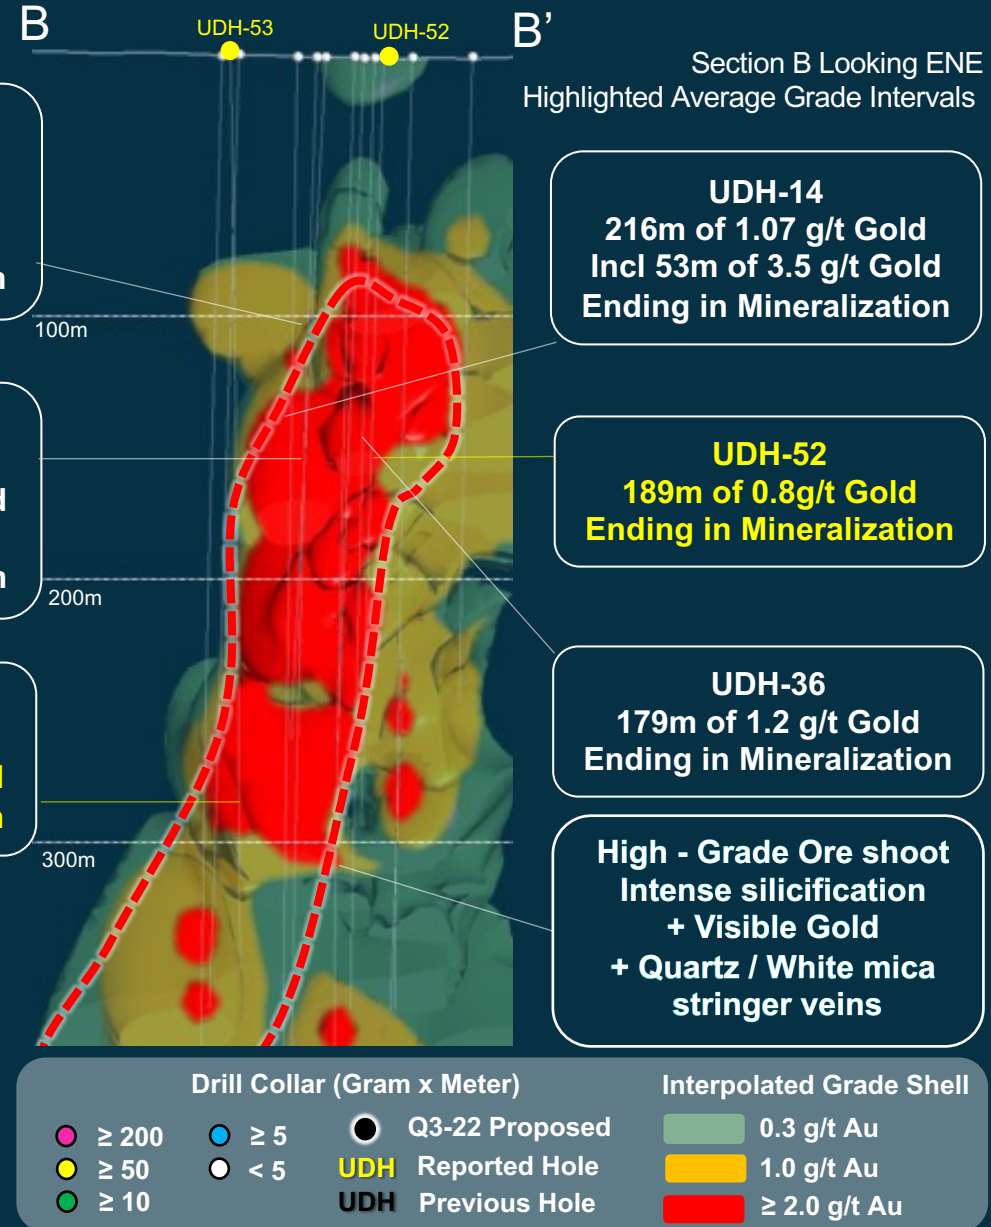 B
UDH-53
UDH-52
B'
Section B Looking ENE
Highlighted Average Grade Intervals
UDH-14
216m of 1.07 g/t Gold
Incl 53m of 3.5 g/t Gold
Ending in Mineralization
100m
UDH-52
189m of 0.8g/t Gold
Ending in Mineralization
200m
UDH-36
179m of 1.2 g/t Gold
Ending in Mineralization
300m
High - Grade Ore shoot
Intense silicification
+ Visible Gold
+ Quartz / White mica
stringer veins
Drill Collar (Gram x Meter)
≥ 200
≥ 50
≥ 10
≥ 5
< 5
Q3-22 Proposed
UDH Reported Hole
UDH Previous Hole
Interpolated Grade Shell
0.3 g/t Au
1.0 g/t Au
≥ 2.0 g/t Au